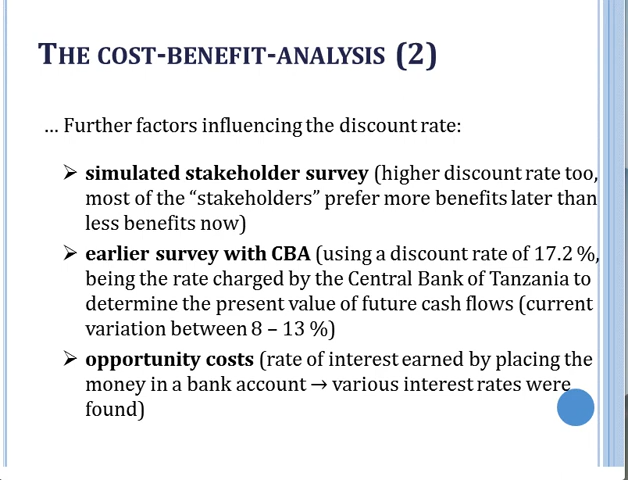 THE COST-BENEFIT-ANALYSIS (2)
… Further factors influencing the discount rate:
➢ simulated stakeholder survey (higher discount rate too,
most of the “stakeholders” prefer more benefits later than
less benefits now)
➢ earlier survey with CBA (using a discount rate of 17.2 %,
being the rate charged by the Central Bank of Tanzania to
determine the present value of future cash flows (current
variation between 8 – 13 %)
➢ opportunity costs (rate of interest earned by placing the
money in a bank account → various interest rates were
found)